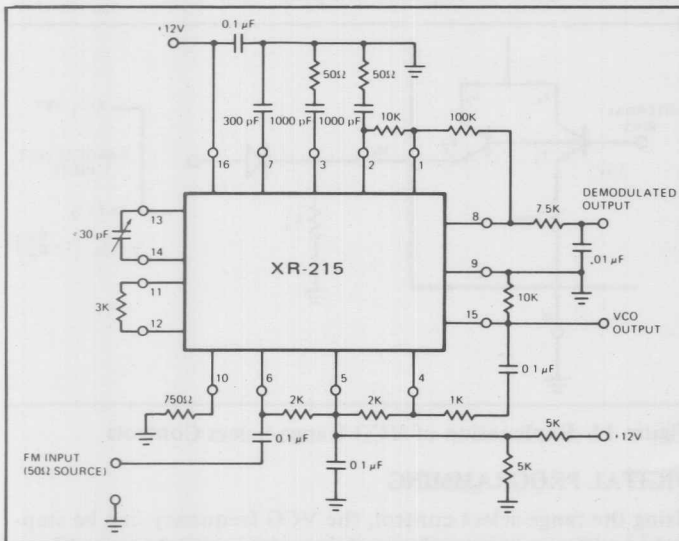 +12V
0.1 µF
50Ω
50Ω
300 pF
1000 pF
1000 pF
10K
100K
16
7
3
2
1
DEMODULATED
OUTPUT
13
8
7.5K
30 pF
.01 µF
14
XR-215
9
11
10K
3K
12
15
VCO
OUTPUT
10
6
5
4
0.1 µF
750Ω
2K
2K
1K
0.1 µF
5K
+12V
FM INPUT
(50Ω SOURCE)
0.1 µF
5K